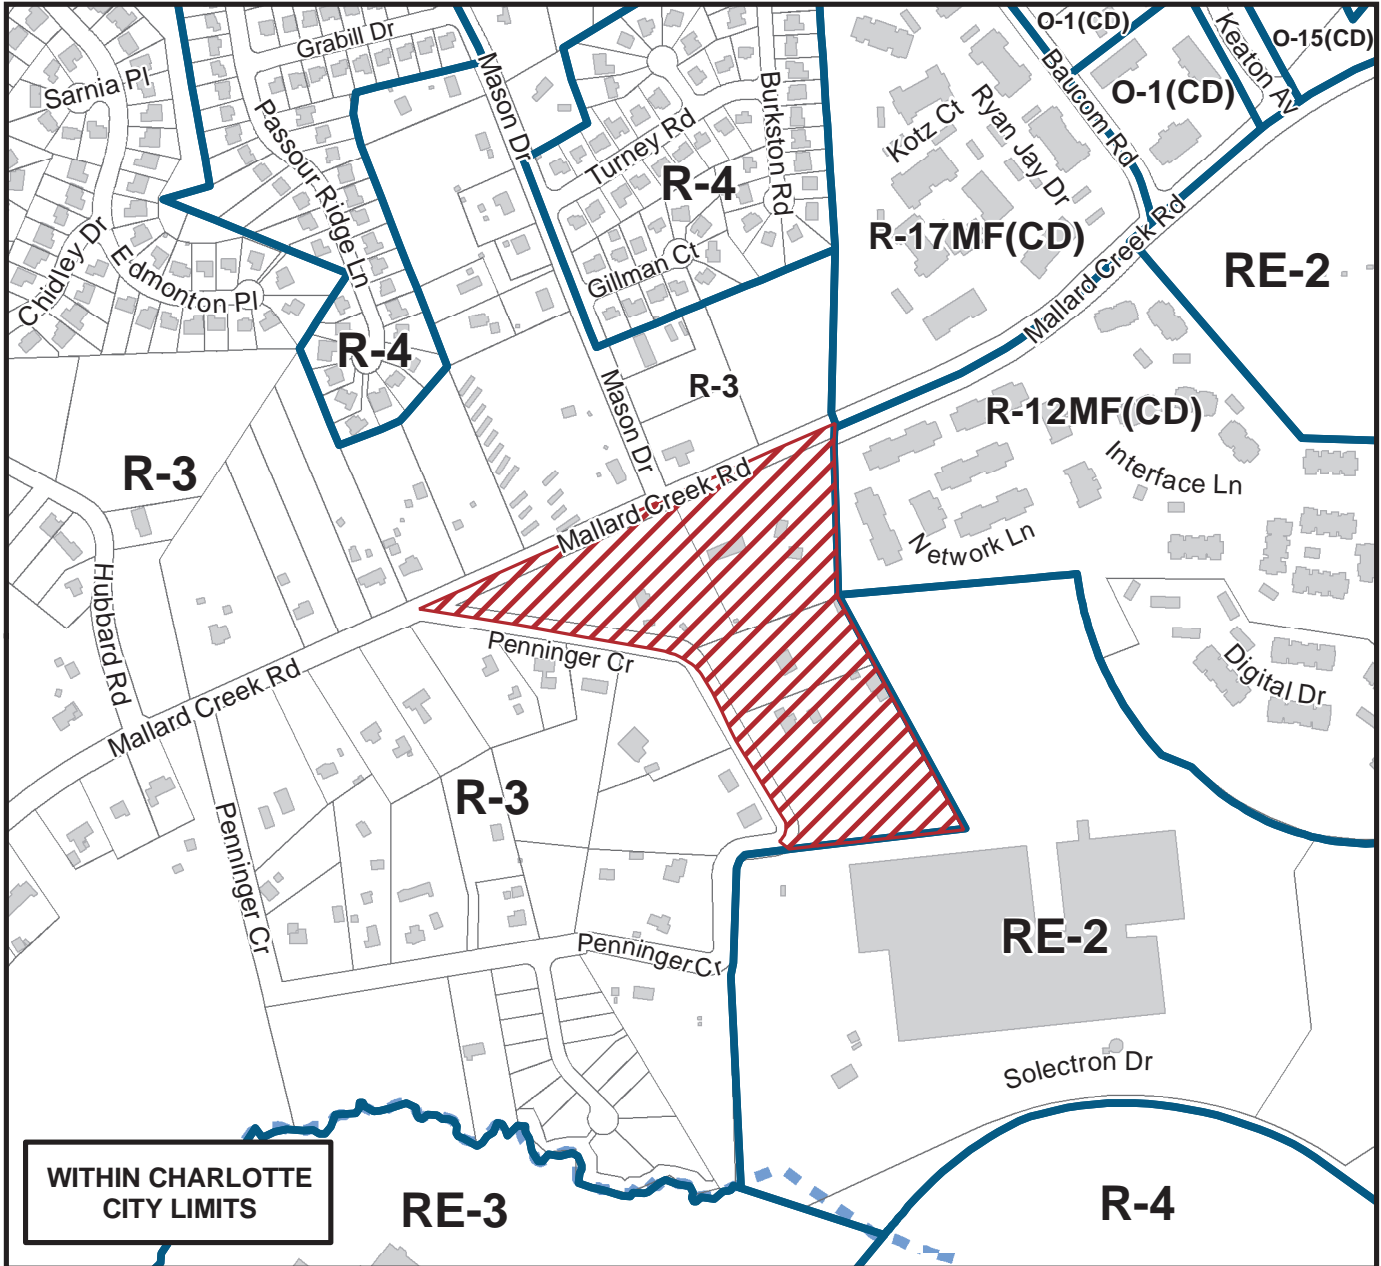 Grabill Dr
O-1(CD)
O-15(CD)
Keaton Av
Sarnia Pl
Mason Dr
Burkston Rd
Baucom Rd
O-1(CD)
Passour Ridge Ln
Turney Rd
Kotz Ct
Ryan Jay Dr
R-4
Chidley Dr
Edmonton Pl
Gillman Ct
R-17MF(CD)
Mallard Creek Rd
RE-2
R-4
R-3
Mason Dr
R-12MF(CD)
R-3
Interface Ln
Mallard Creek Rd
Network Ln
Hubbard Rd
Penninger Cr
Digital Dr
Mallard Creek Rd
R-3
Penninger Cr
RE-2
Penninger Cr
Solectron Dr
WITHIN CHARLOTTE
CITY LIMITS
RE-3
R-4